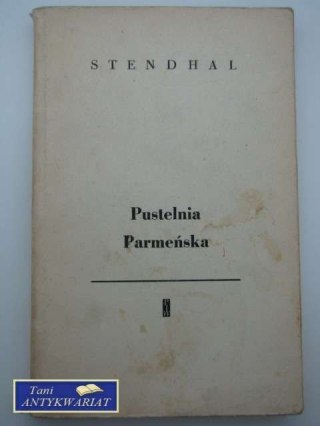 STENDHAL
Pustelnia
Parmeńska
Tani
ANTYKWARIAT